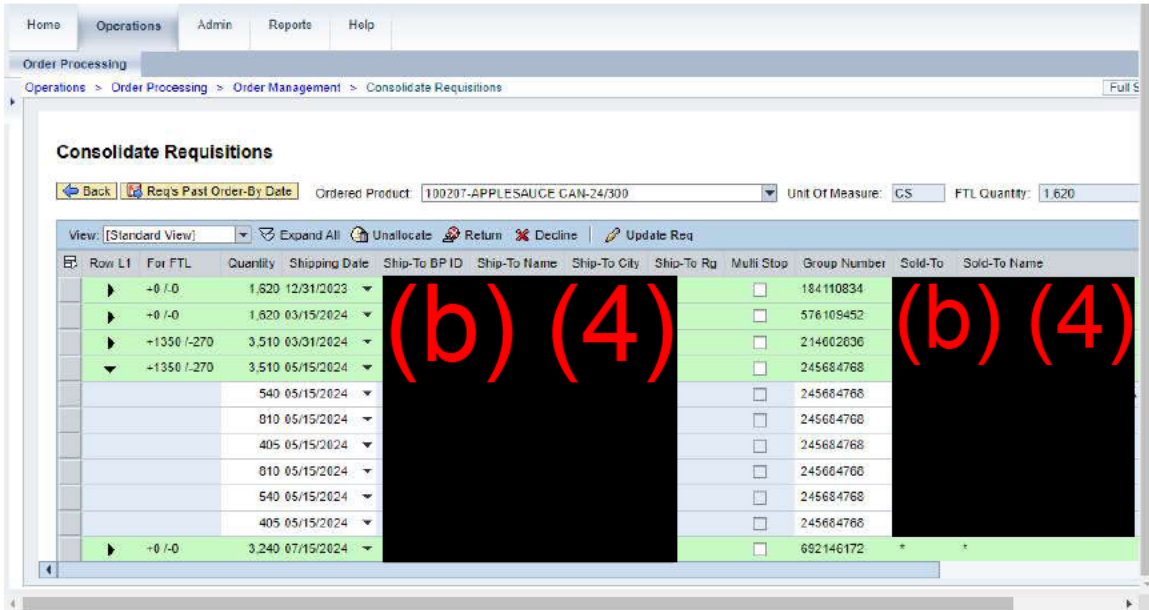 Home Operations Admin Reports Help
Order Processing
Operations > Order Processing > Order Management > Consolidate Requisitions Full S
Consolidate Requisitions
Back Req's Past Order-By Date Ordered Product: 100207-APPLESAUCE CAN-24/300 Unit Of Measure: CS FTL Quantity: 1,620
View: [Standard View] Expand All Unallocate Return Decline Update Req
Row L1 For FTL Quantity Shipping Date Ship-To BP ID Ship-To Name Ship-To City Ship-To Rg Multi Stop Group Number Sold-To Sold-To Name
+0 /-0 1,620 12/31/2023 184110834
+0 /-0 1,620 03/15/2024 576109452
+1350 /-270 3,510 03/31/2024 214602836
+1350 /-270 3,510 05/15/2024 245684768
(b) (4) (b) (4)
540 05/15/2024 245684768
810 05/15/2024 245684768
405 05/15/2024 245684768
810 05/15/2024 245684768
540 05/15/2024 245684768
405 05/15/2024 245684768
+0 /-0 3,240 07/15/2024 692146172 * *